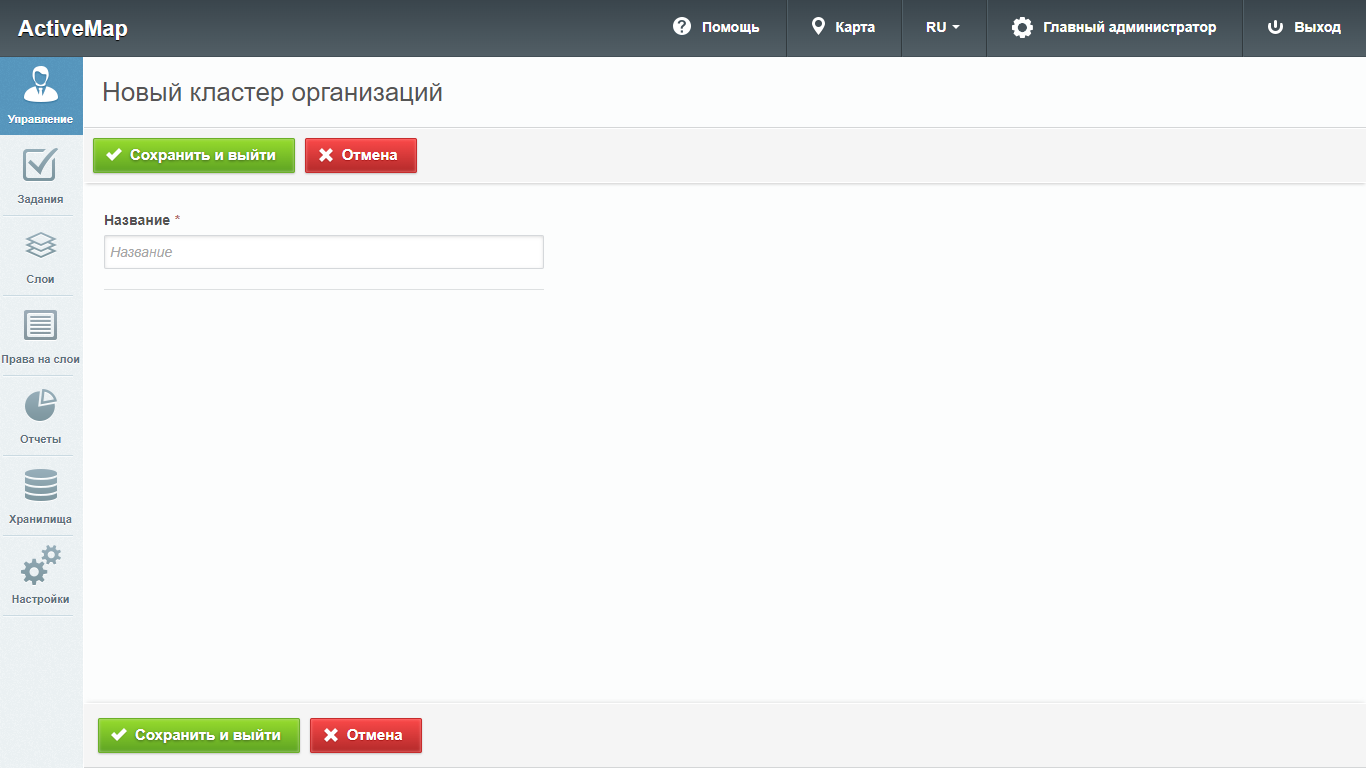 ActiveMap
Помощь
Карта
RU
Главный администратор
Выход
Управление
Задания
Слои
Права на слои
Отчеты
Хранилища
Настройки
Новый кластер организаций
Сохранить и выйти
Отмена
Название *
Название
Сохранить и выйти
Отмена